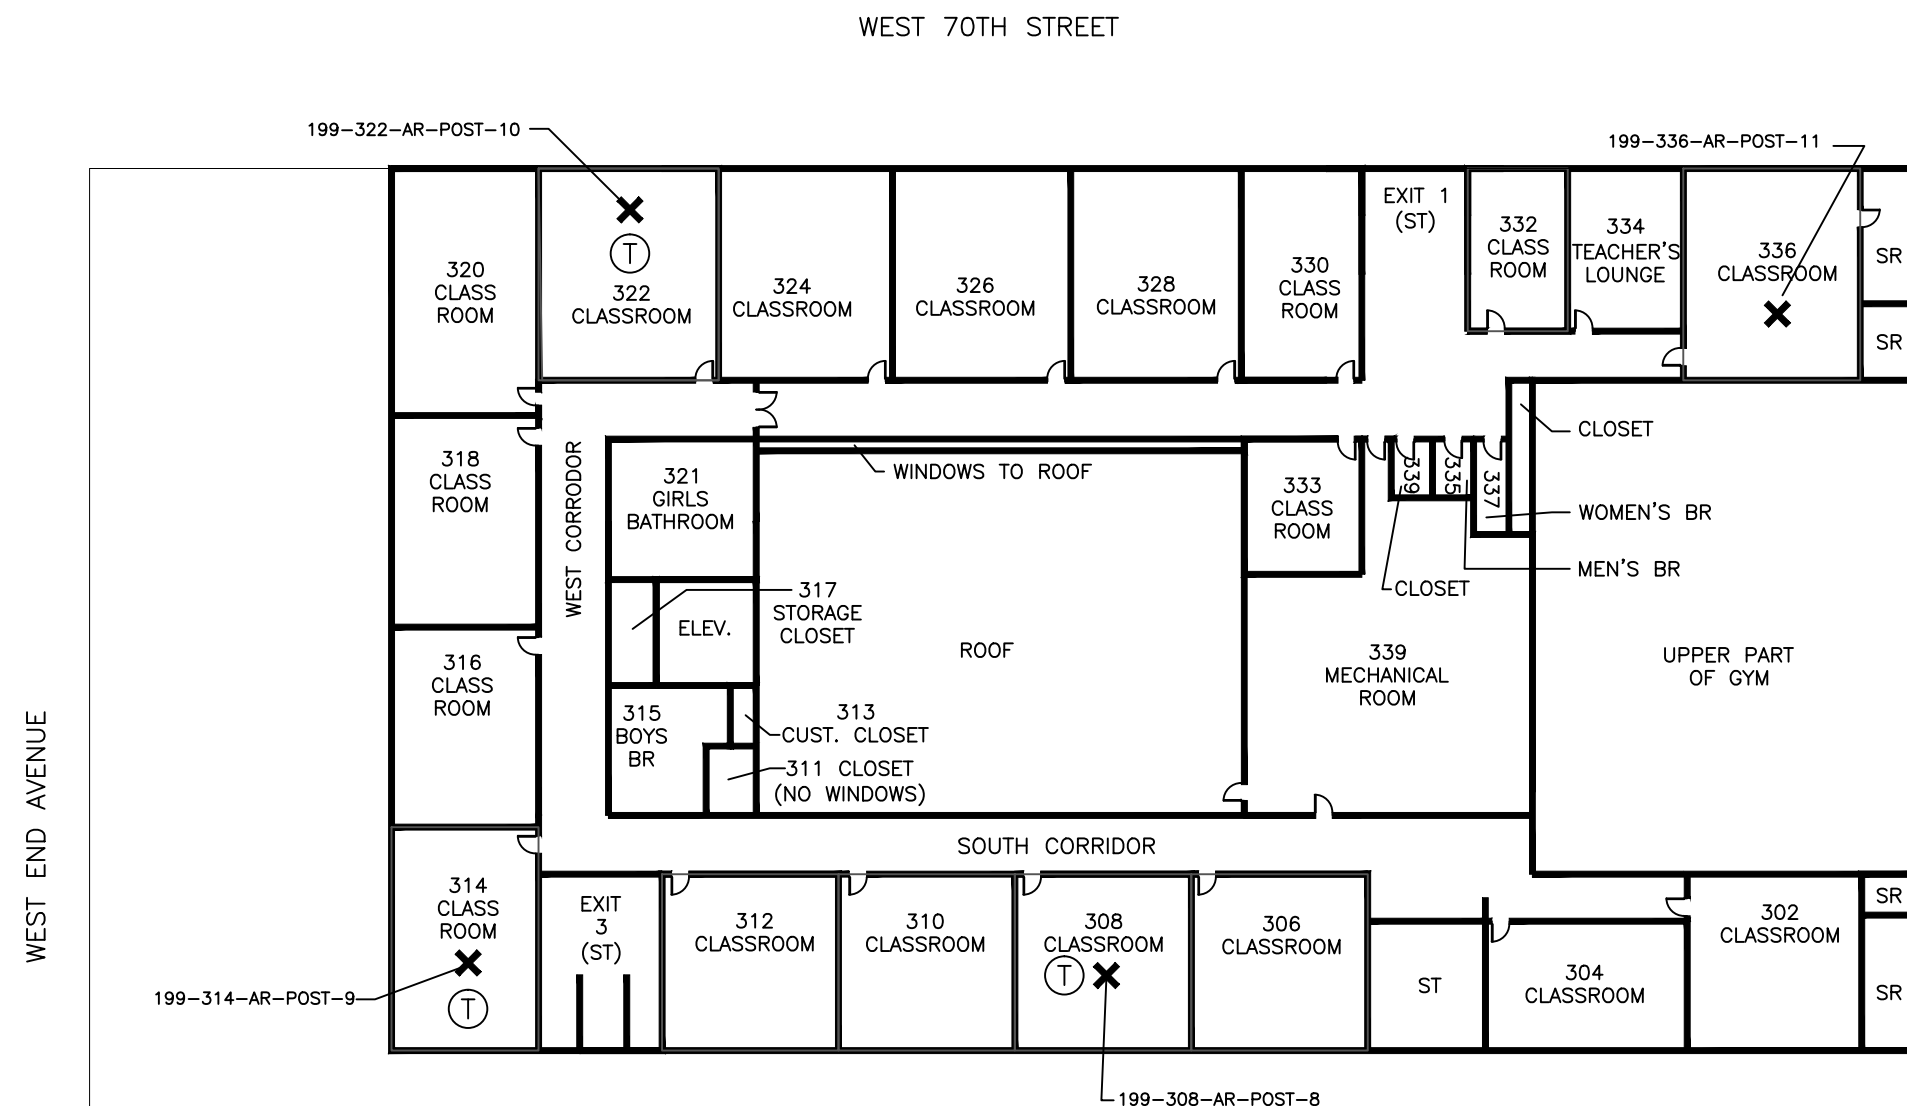 WEST 70TH STREET
199-322-AR-POST-10
199-336-AR-POST-11
320
CLASS
ROOM
T
322
CLASSROOM
324
CLASSROOM
326
CLASSROOM
328
CLASSROOM
330
CLASS
ROOM
EXIT 1
(ST)
332
CLASS
ROOM
334
TEACHER'S
LOUNGE
336
CLASSROOM
SR
SR
318
CLASS
ROOM
WEST CORRODOR
321
GIRLS
BATHROOM
WINDOWS TO ROOF
333
CLASS
ROOM
339
335
337
CLOSET
WOMEN'S BR
MEN'S BR
CLOSET
317
STORAGE
CLOSET
ELEV.
ROOF
316
CLASS
ROOM
339
MECHANICAL
ROOM
UPPER PART
OF GYM
315
BOYS
BR
313
CUST. CLOSET
311 CLOSET
(NO WINDOWS)
WEST END AVENUE
SOUTH CORRIDOR
314
CLASS
ROOM
T
199-314-AR-POST-9
EXIT
3
(ST)
312
CLASSROOM
310
CLASSROOM
308
CLASSROOM
T
306
CLASSROOM
ST
304
CLASSROOM
302
CLASSROOM
SR
SR
199-308-AR-POST-8